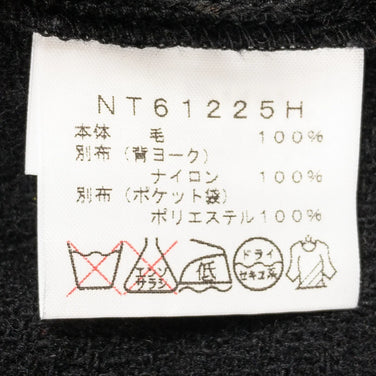 NT61225H
本体 毛 100%
別布(背ヨーク)
ナイロン 100%
別布(ポケット袋)
ポリエステル100%
エンソ
サラシ
低
ドライ
セキユ系